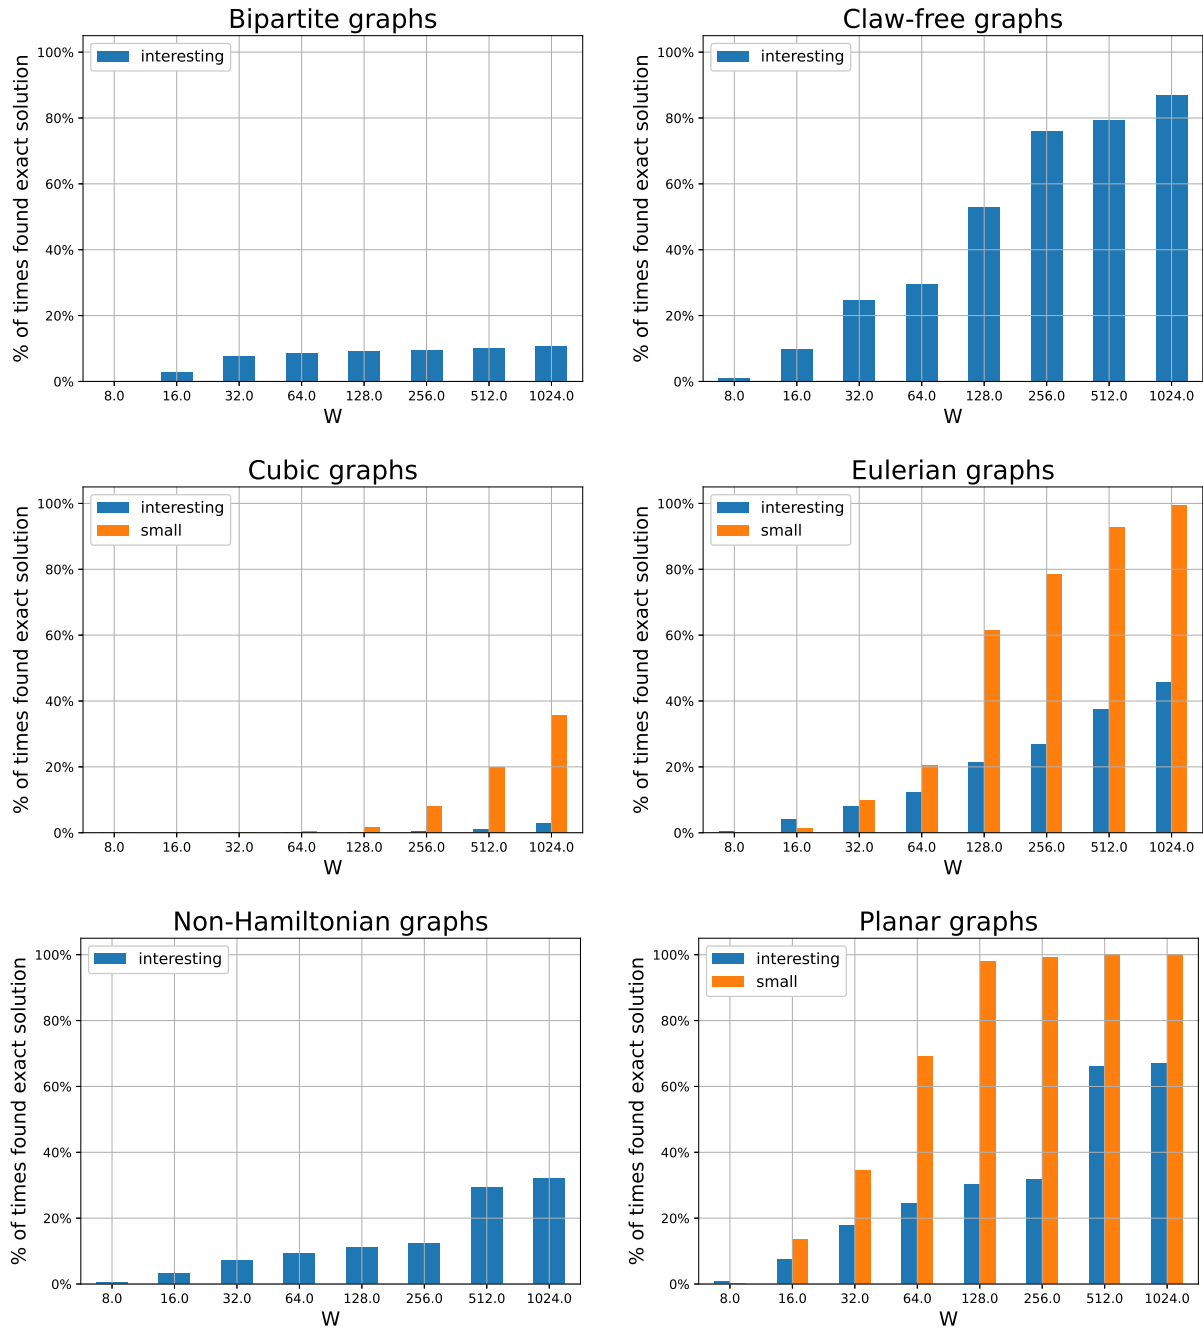 Bipartite graphs
% of times found exact solution
100%
80%
60%
40%
20%
0%
interesting
8.0 16.0 32.0 64.0 128.0 256.0 512.0 1024.0
W
Claw-free graphs
% of times found exact solution
100%
80%
60%
40%
20%
0%
interesting
8.0 16.0 32.0 64.0 128.0 256.0 512.0 1024.0
W
Cubic graphs
% of times found exact solution
100%
80%
60%
40%
20%
0%
interesting
small
8.0 16.0 32.0 64.0 128.0 256.0 512.0 1024.0
W
Eulerian graphs
% of times found exact solution
100%
80%
60%
40%
20%
0%
interesting
small
8.0 16.0 32.0 64.0 128.0 256.0 512.0 1024.0
W
Non-Hamiltonian graphs
% of times found exact solution
100%
80%
60%
40%
20%
0%
interesting
8.0 16.0 32.0 64.0 128.0 256.0 512.0 1024.0
W
Planar graphs
% of times found exact solution
100%
80%
60%
40%
20%
0%
interesting
small
8.0 16.0 32.0 64.0 128.0 256.0 512.0 1024.0
W